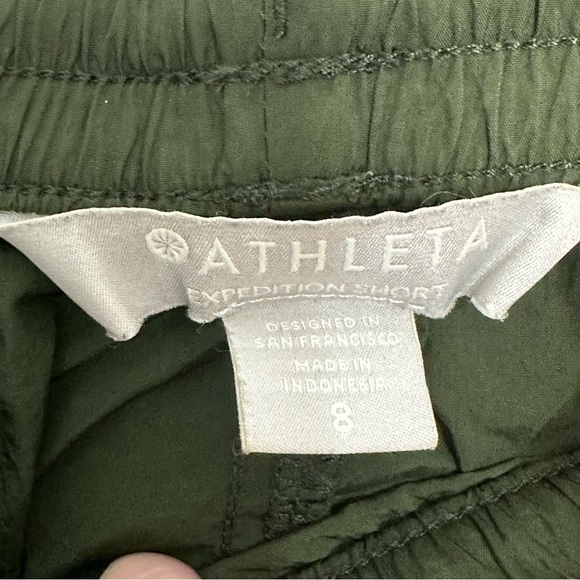 ATHLETA
EXPEDITION SHORT
DESIGNED IN
SAN FRANCISCO
MADE IN
INDONESIA
8